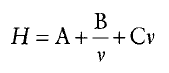 H = A + B/v + Cv